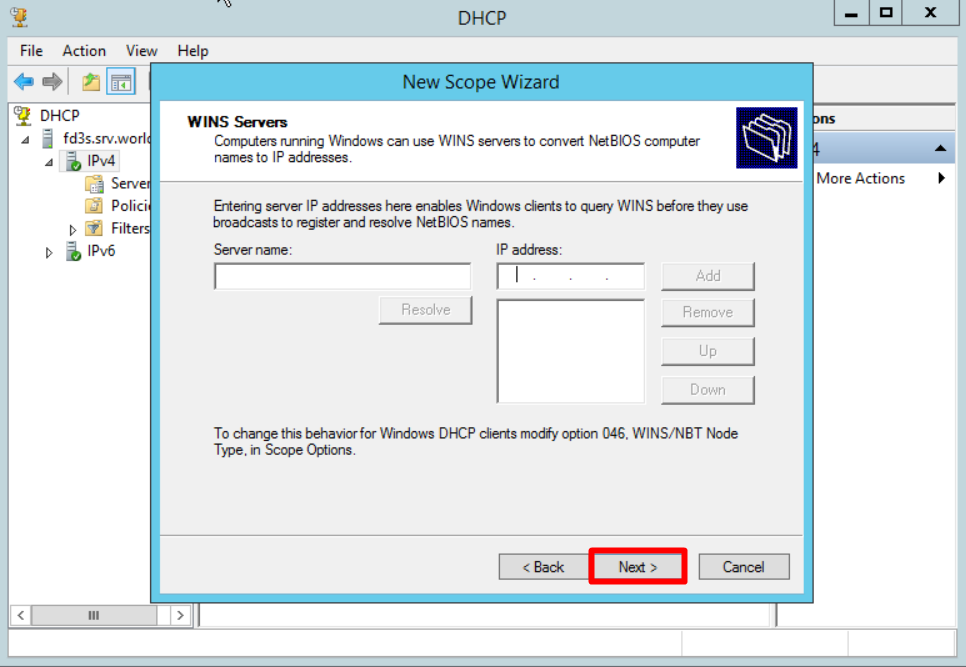 DHCP
File Action View Help
New Scope Wizard
DHCP
fd3s.srv.world
IPv4
Server
Policie
Filters
IPv6
WINS Servers
Computers running Windows can use WINS servers to convert NetBIOS computer
names to IP addresses.
Entering server IP addresses here enables Windows clients to query WINS before they use
broadcasts to register and resolve NetBIOS names.
Server name: IP address:
. . . Add
Resolve Remove
Up
Down
To change this behavior for Windows DHCP clients modify option 046, WINS/NBT Node
Type, in Scope Options.
< Back Next > Cancel
ons
4
More Actions